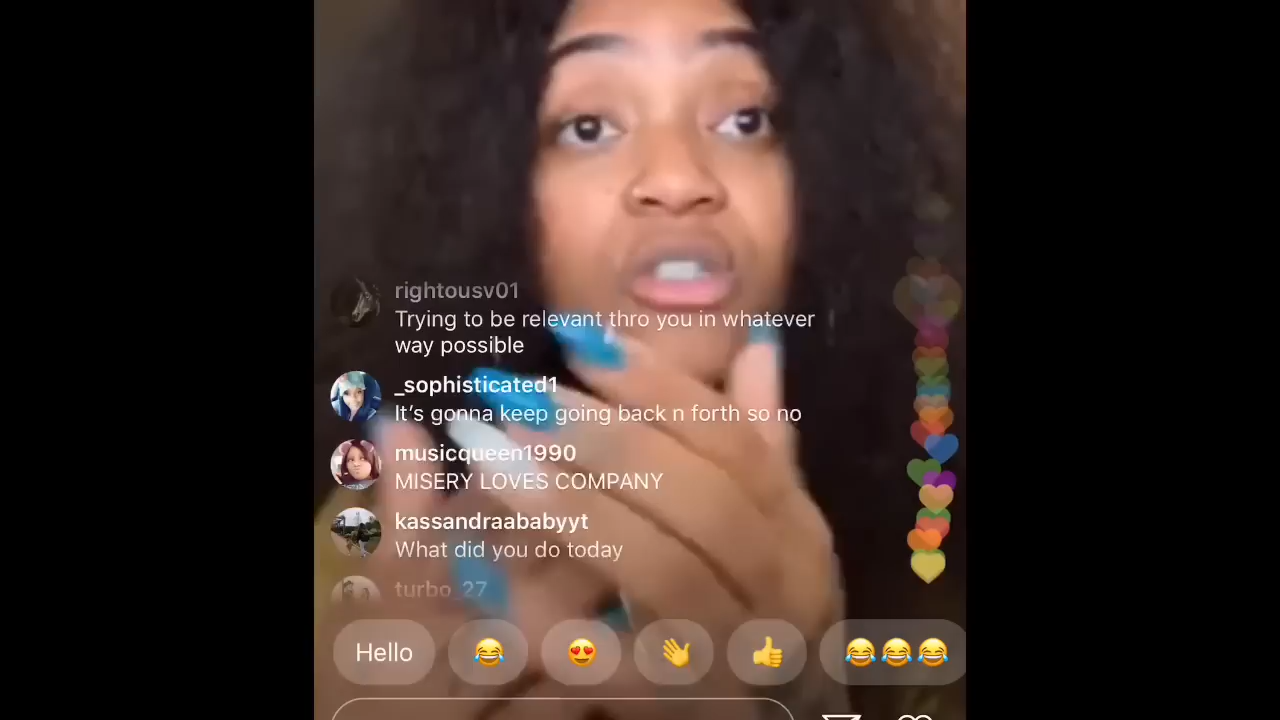 rightousv01
Trying to be relevant thro you in whatever
way possible
_sophisticated1
It's gonna keep going back n forth so no
musicqueen1990
MISERY LOVES COMPANY
kassandraababyyt
What did you do today
turbo_27
Hello